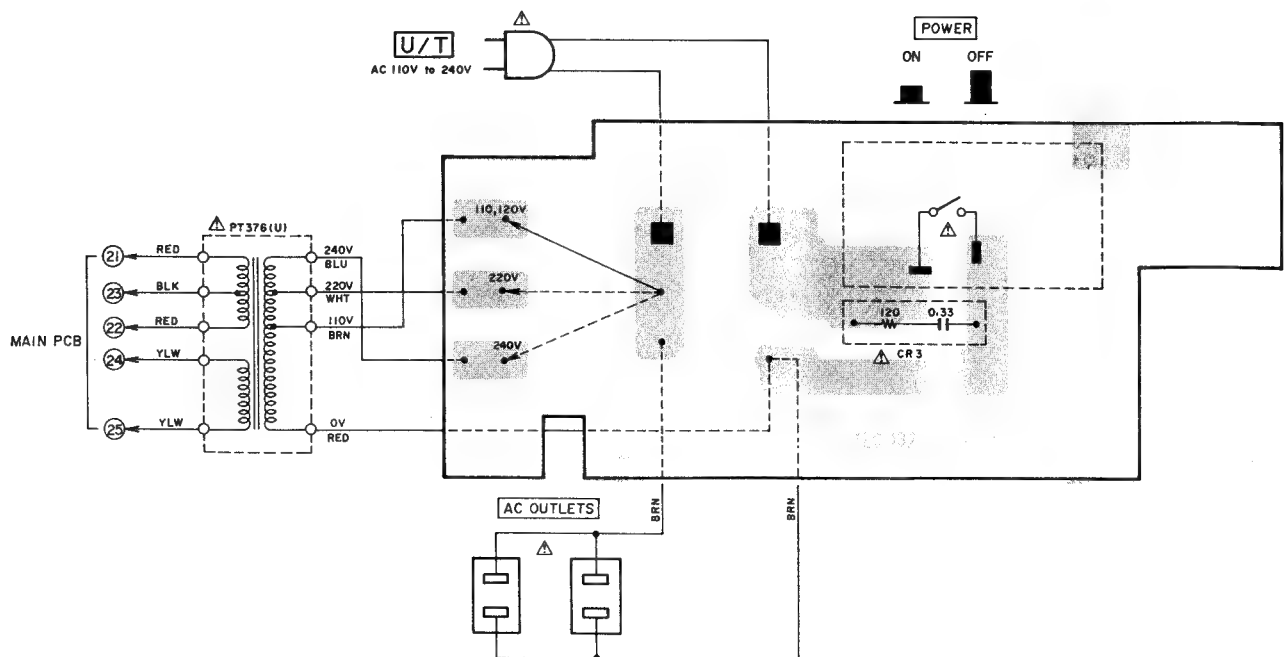 POWER
ON OFF
U/T
AC 110V to 240V
110,120V
220V
240V
PT376(U)
240V
BLU
220V
WHT
110V
BRN
0V
RED
21 RED
23 BLK
22 RED
24 YLW
25 YLW
MAIN PCB
120 0.33
CR3
BRN
BRN
AC OUTLETS